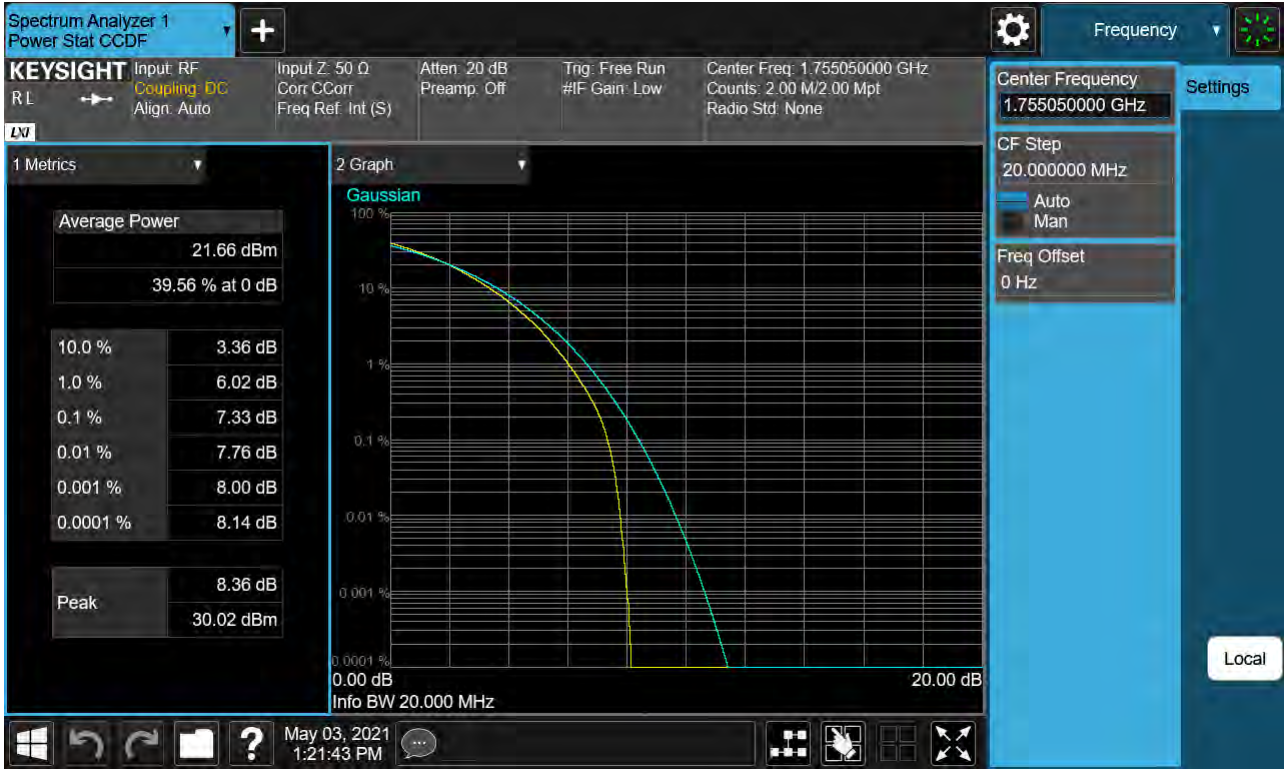 Spectrum Analyzer 1
Power Stat CCDF
+
Frequency
KEYSIGHT
R L
LXI
Input: RF
Coupling: DC
Align: Auto
Input Z: 50 Ω
Corr CCorr
Freq Ref: Int (S)
Atten: 20 dB
Preamp: Off
Trig: Free Run
#IF Gain: Low
Center Freq: 1.755050000 GHz
Counts: 2.00 M/2.00 Mpt
Radio Std: None
Center Frequency
1.755050000 GHz
Settings
CF Step
20.000000 MHz
Auto
Man
Freq Offset
0 Hz
1 Metrics
Average Power
21.66 dBm
39.56 % at 0 dB
10.0 % 3.36 dB
1.0 % 6.02 dB
0.1 % 7.33 dB
0.01 % 7.76 dB
0.001 % 8.00 dB
0.0001 % 8.14 dB
Peak
8.36 dB
30.02 dBm
2 Graph
Gaussian
100 %
10 %
1 %
0.1 %
0.01 %
0.001 %
0.0001 %
0.00 dB 20.00 dB
Info BW 20.000 MHz
Local
?
May 03, 2021
1:21:43 PM